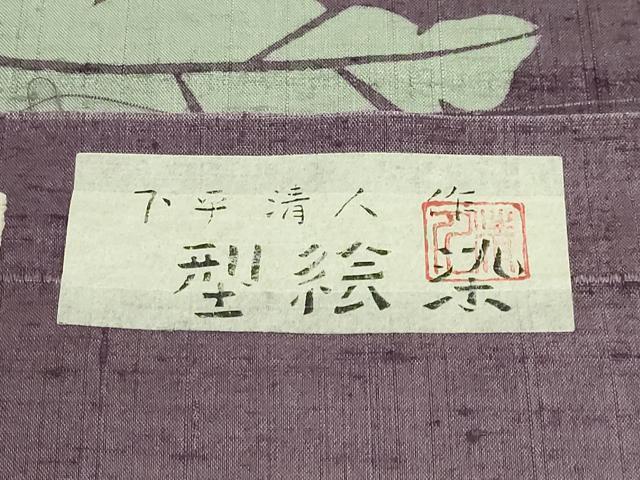 下平清人 作
型絵染